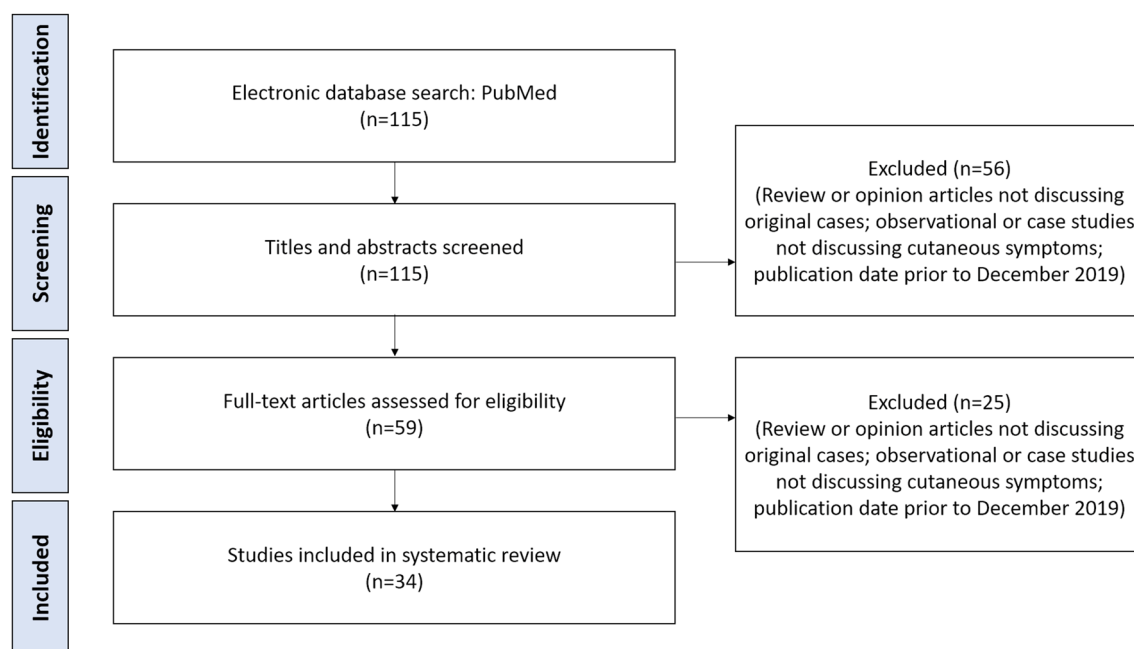 Identification
Electronic database search: PubMed
(n=115)
Screening
Titles and abstracts screened
(n=115)
Excluded (n=56)
(Review or opinion articles not discussing
original cases; observational or case studies
not discussing cutaneous symptoms;
publication date prior to December 2019)
Eligibility
Full-text articles assessed for eligibility
(n=59)
Excluded (n=25)
(Review or opinion articles not discussing
original cases; observational or case studies
not discussing cutaneous symptoms;
publication date prior to December 2019)
Included
Studies included in systematic review
(n=34)